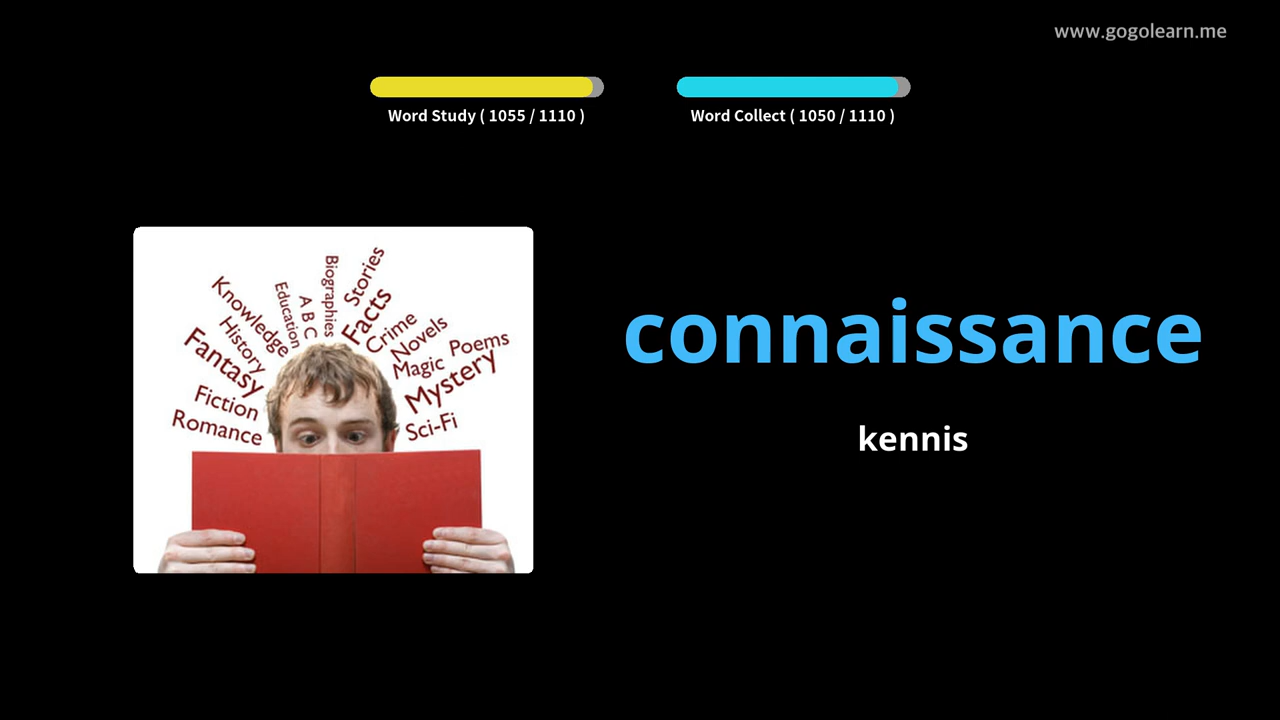 www.gogolearn.me
Word Study ( 1055 / 1110 )
Word Collect ( 1050 / 1110 )
Knowledge
History
Fantasy
Fiction
Romance
Education
A B C
Biographies
Stories
Facts
Crime
Novels
Magic
Poems
Mystery
Sci-Fi
connaissance
kennis